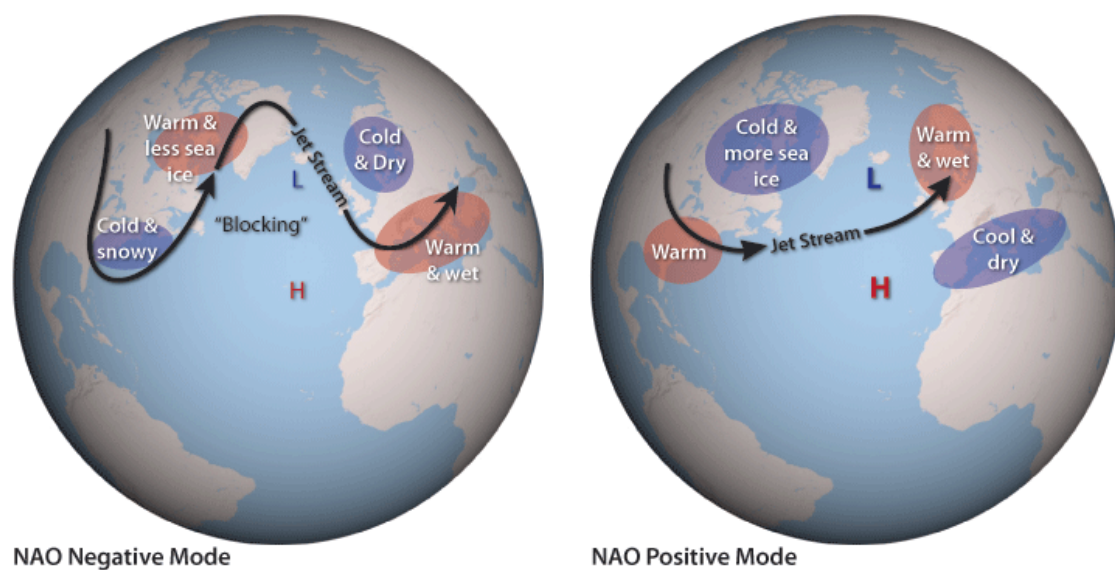 Warm &
less sea
ice
Jet Stream
Cold
& Dry
L
"Blocking"
Cold &
snowy
Warm
& wet
H
NAO Negative Mode
Cold &
more sea
ice
Warm
& wet
L
Jet Stream
Warm
Cool &
dry
H
NAO Positive Mode